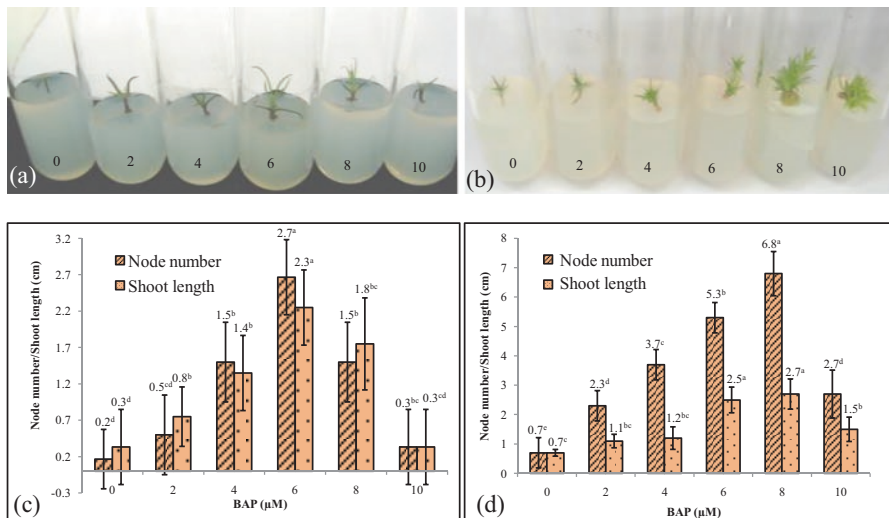 (a)
0 2 4 6 8 10
(b)
0 2 4 6 8 10
Node number/Shoot length (cm)
3.2
2.7
2.2
1.7
1.2
0.7
0.2
-0.3
Node number
Shoot length
0.2ᵈ 0.3ᵈ 0.5ᶜᵈ 0.8ᵇ 1.5ᵇ 1.4ᵇ 2.7ᵃ 2.3ᵃ 1.5ᵇ 1.8ᵇᶜ 0.3ᵇᶜ 0.3ᶜᵈ
0 2 4 6 8 10
(c)
BAP (μM)
Node number/Shoot length (cm)
8
7
6
5
4
3
2
1
0
Node number
Shoot length
0.7ᵉ 0.7ᶜ 2.3ᵈ 1.1ᵇᶜ 3.7ᶜ 1.2ᵇᶜ 5.3ᵇ 2.5ᵃ 6.8ᵃ 2.7ᵃ 2.7ᵈ 1.5ᵇ
0 2 4 6 8 10
(d)
BAP (μM)